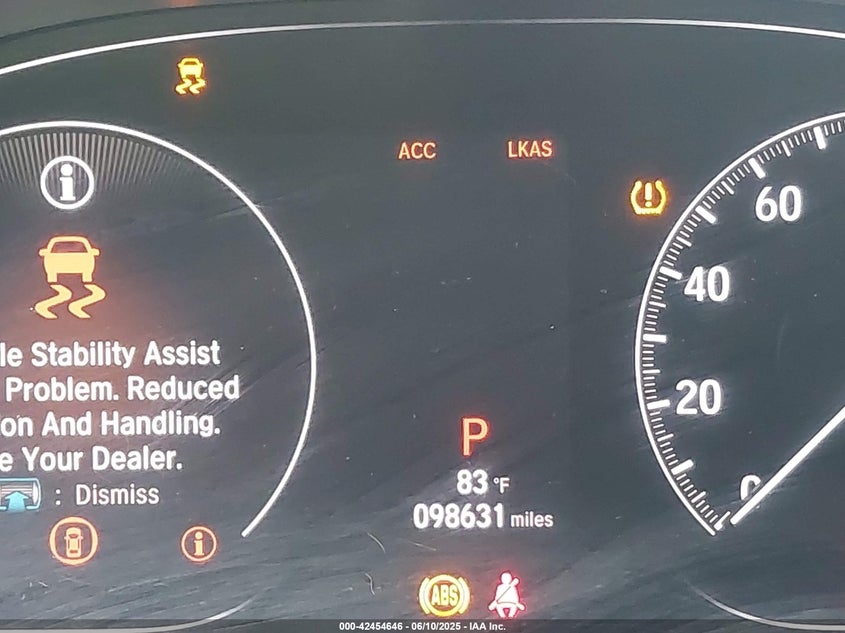 ACC LKAS
60
40
le Stability Assist
Problem. Reduced
on And Handling.
e Your Dealer.
: Dismiss
20
P
83 °F
0
098631 miles
ABS
000-42454646 - 06/10/2025 - IAA Inc.